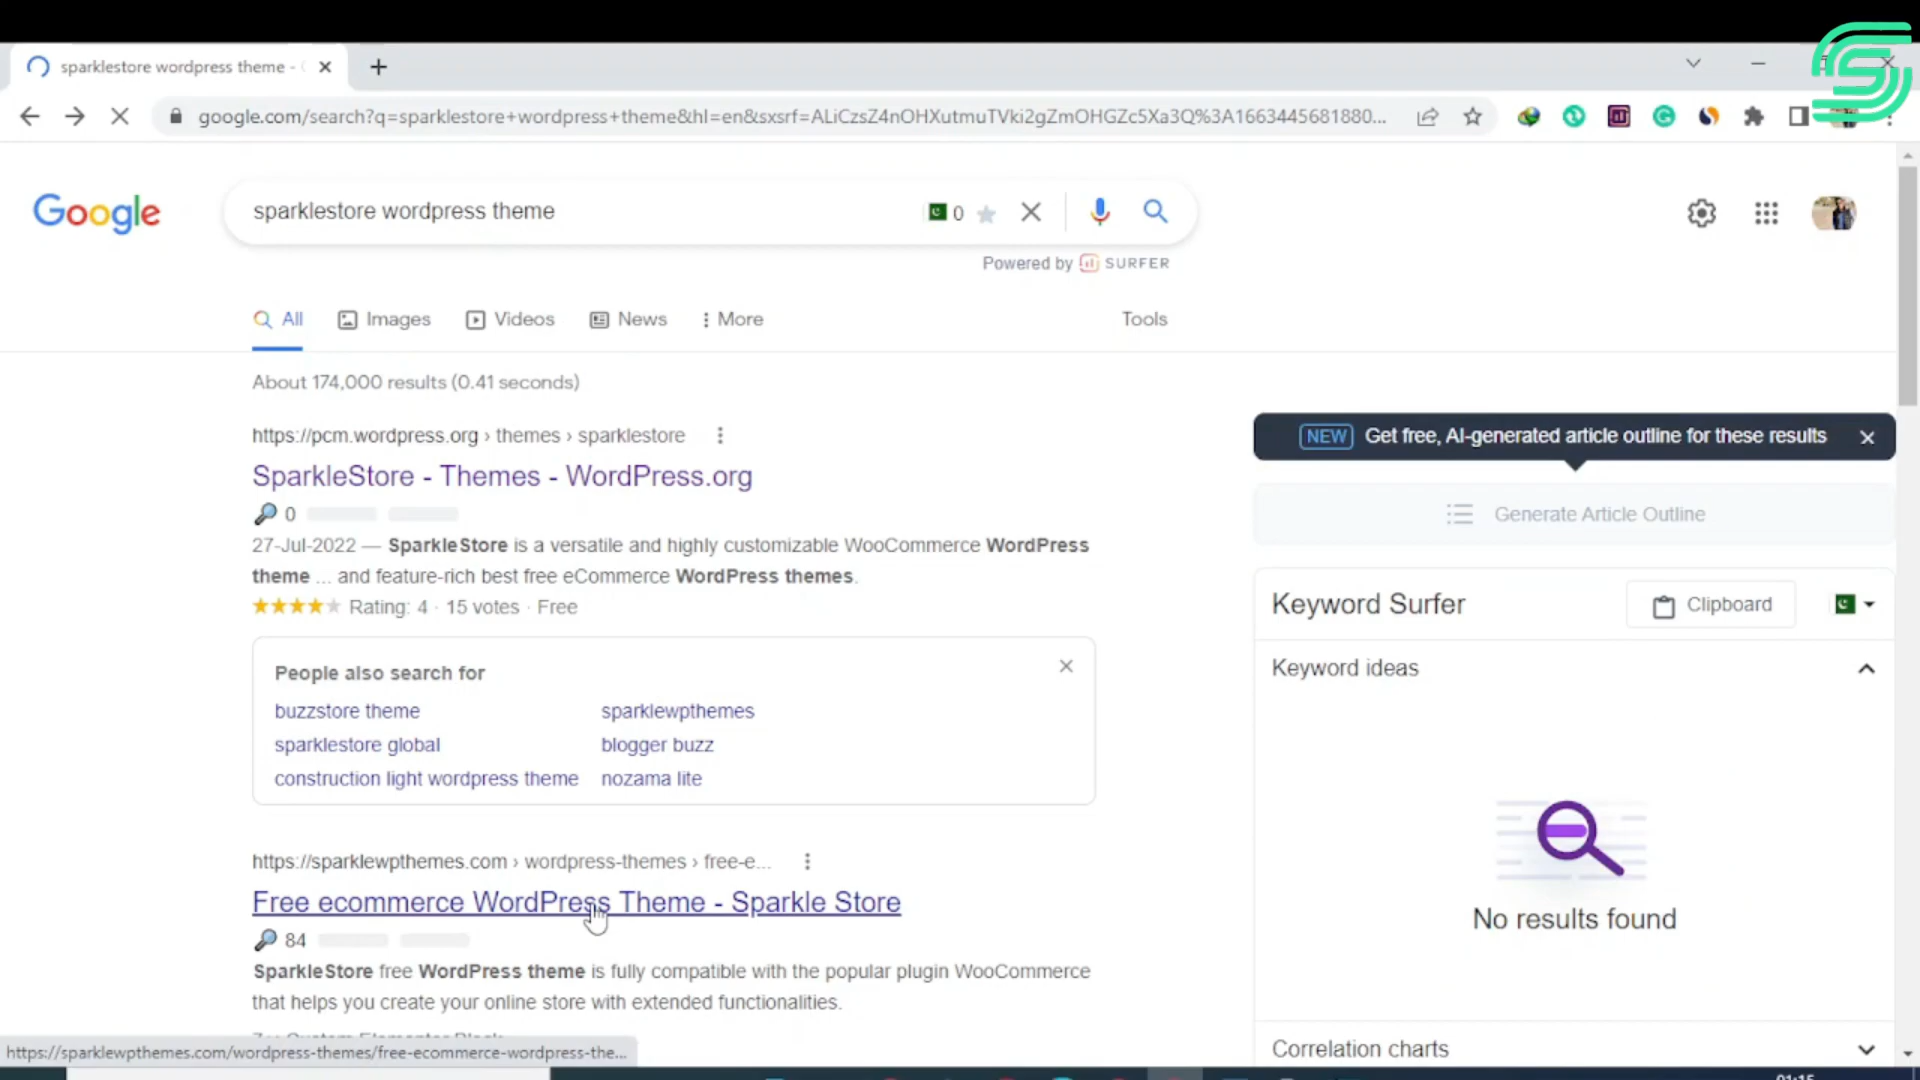 sparklestore wordpress theme -
google.com/search?q=sparklestore+wordpress+theme&hl=en&sxsrf=ALiCzsZ4nOHXutmuTVki2gZmOHGZc5Xa3Q%3A1663445681880...
Google
sparklestore wordpress theme
0
Powered by SURFER
All
Images
Videos
News
More
Tools
About 174,000 results (0.41 seconds)
https://pcm.wordpress.org › themes › sparklestore
SparkleStore - Themes - WordPress.org
0
27-Jul-2022 — SparkleStore is a versatile and highly customizable WooCommerce WordPress
theme ... and feature-rich best free eCommerce WordPress themes.
Rating: 4 · 15 votes · Free
People also search for
buzzstore theme
sparklewpthemes
sparklestore global
blogger buzz
construction light wordpress theme
nozama lite
https://sparklewpthemes.com › wordpress-themes › free-e...
Free ecommerce WordPress Theme - Sparkle Store
84
SparkleStore free WordPress theme is fully compatible with the popular plugin WooCommerce
that helps you create your online store with extended functionalities.
https://sparklewpthemes.com/wordpress-themes/free-ecommerce-wordpress-the...
NEW Get free, AI-generated article outline for these results
Generate Article Outline
Keyword Surfer
Clipboard
Keyword ideas
No results found
Correlation charts